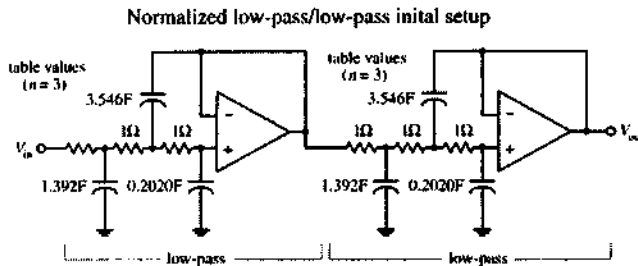 Normalized low-pass/low-pass inital setup
table values
(n = 3)
3.546F
1Ω
1Ω
V_in
1.392F
0.2020F
low-pass
table values
(n = 3)
3.546F
1Ω
1Ω
1Ω
1.392F
0.2020F
low-pass